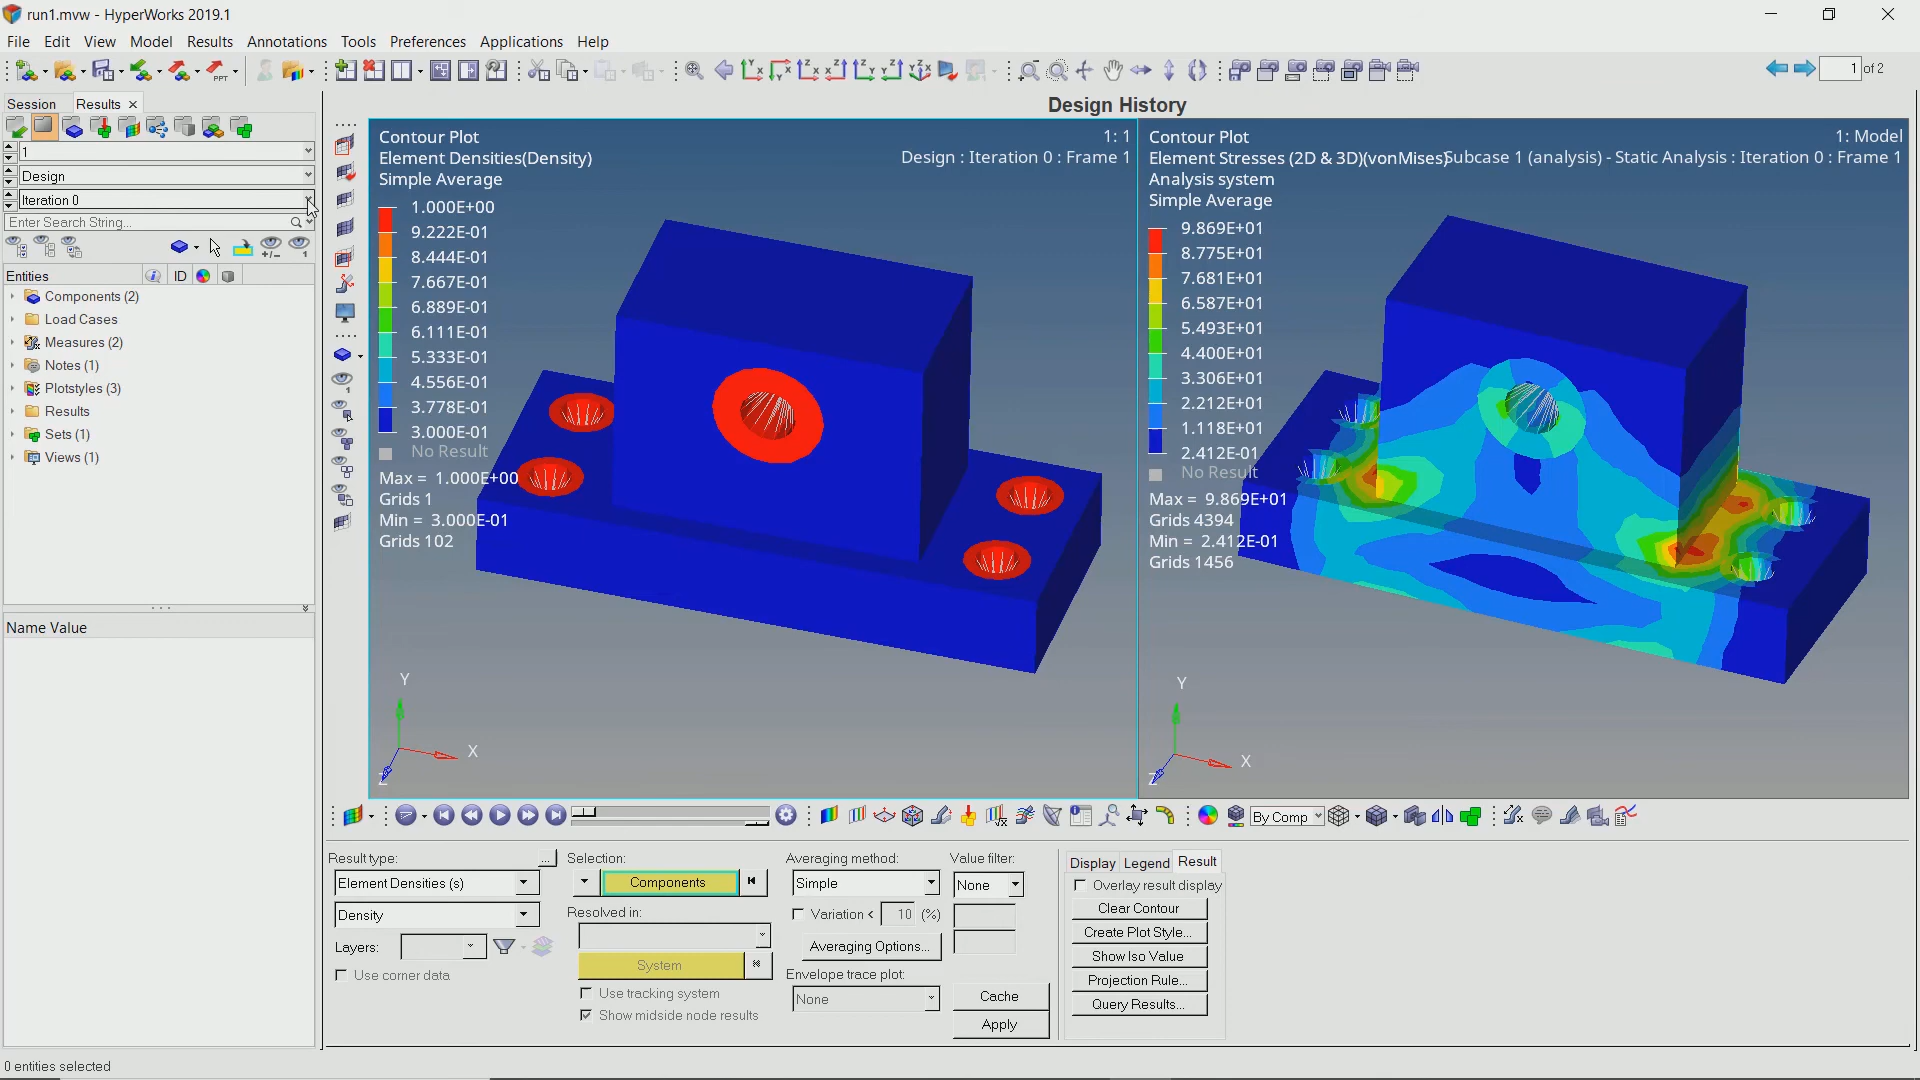 run1.mvw - HyperWorks 2019.1
File Edit View Model Results Annotations Tools Preferences Applications Help
1 of 2
Session Results
Design History
1
Design
Iteration 0
Enter Search String...
Entities ID
Components (2)
Load Cases
Measures (2)
Notes (1)
Plotstyles (3)
Results
Sets (1)
Views (1)
Name Value
Contour Plot
Element Densities(Density)
Simple Average
1: 1
Design : Iteration 0 : Frame 1
1.000E+00
9.222E-01
8.444E-01
7.667E-01
6.889E-01
6.111E-01
5.333E-01
4.556E-01
3.778E-01
3.000E-01
No Result
Max = 1.000E+00
Grids 1
Min = 3.000E-01
Grids 102
Y
X
Z
Contour Plot
Element Stresses (2D & 3D)(vonMises)
Analysis system
Simple Average
1: Model
Subcase 1 (analysis) - Static Analysis : Iteration 0 : Frame 1
9.869E+01
8.775E+01
7.681E+01
6.587E+01
5.493E+01
4.400E+01
3.306E+01
2.212E+01
1.118E+01
2.412E-01
No Result
Max = 9.869E+01
Grids 4394
Min = 2.412E-01
Grids 1456
Y
X
Z
By Comp
Result type:
...
Element Densities (s)
Density
Layers:
Use corner data
Selection:
Components
Resolved in:
System
Use tracking system
Show midside node results
Averaging method:
Simple
Variation < 10 (%)
Averaging Options...
Envelope trace plot:
None
Value filter:
None
Cache
Apply
Display Legend Result
Overlay result display
Clear Contour
Create Plot Style...
Show Iso Value
Projection Rule...
Query Results...
0 entities selected